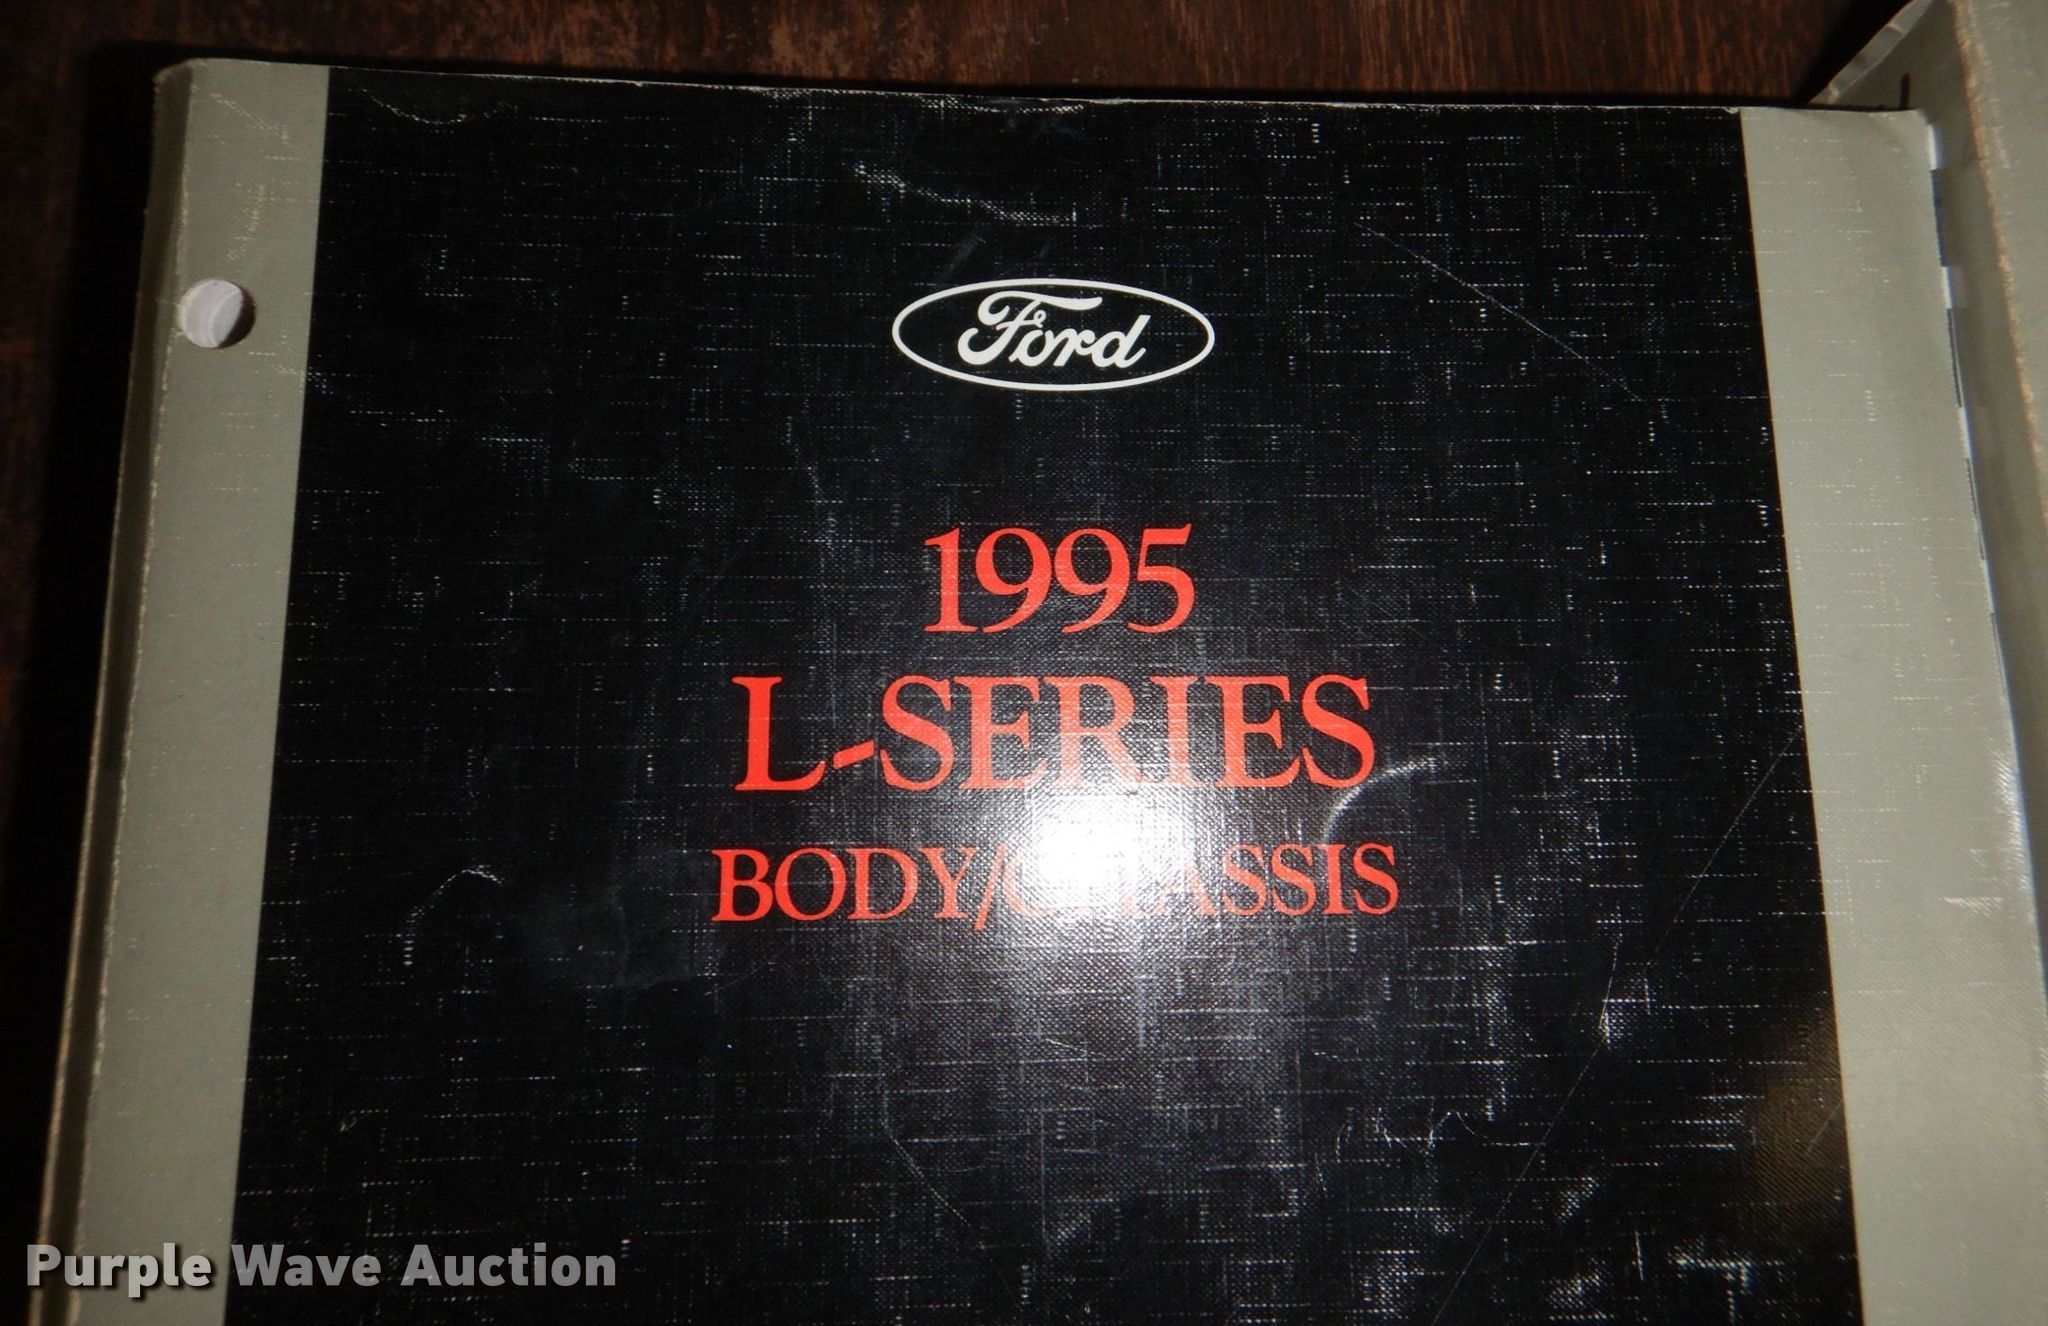 Ford
1995
L-SERIES
BODY/CHASSIS
Purple Wave Auction